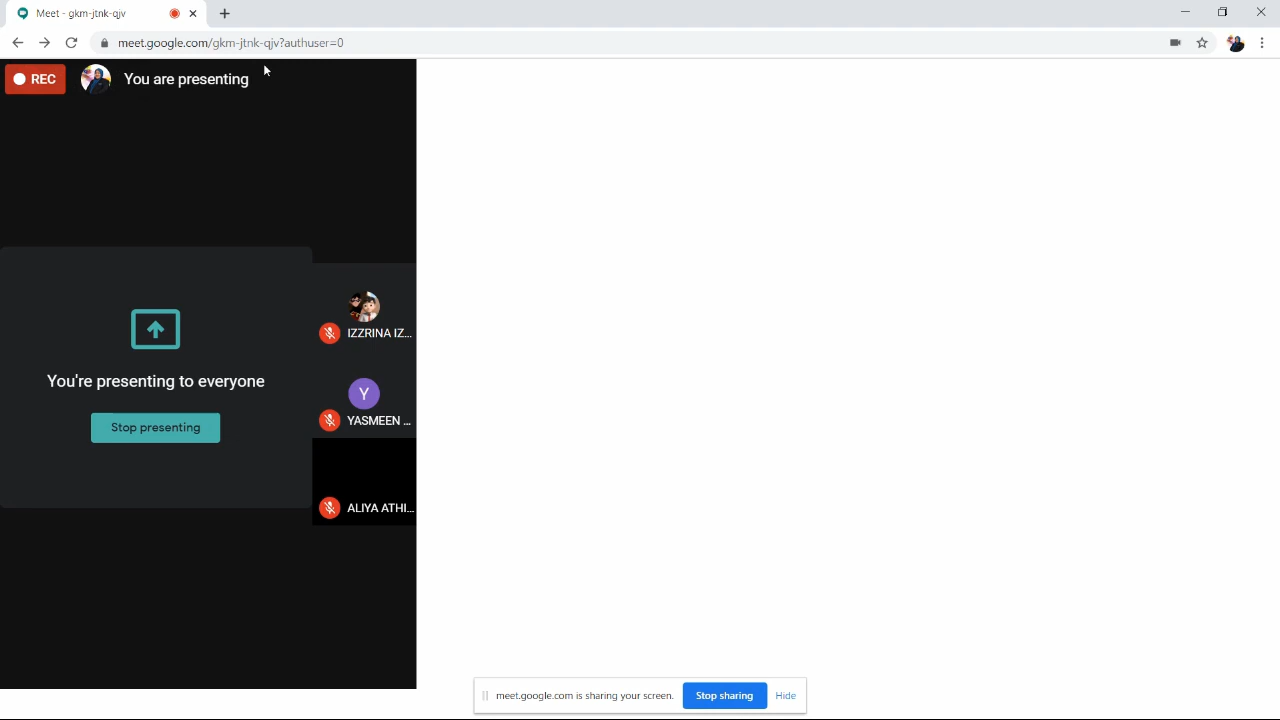 Meet - gkm-jtnk-qjv
meet.google.com/gkm-jtnk-qjv?authuser=0
REC
You are presenting
IZZRINA IZ...
You're presenting to everyone
Y
YASMEEN ...
Stop presenting
ALIYA ATHI...
meet.google.com is sharing your screen.
Stop sharing
Hide